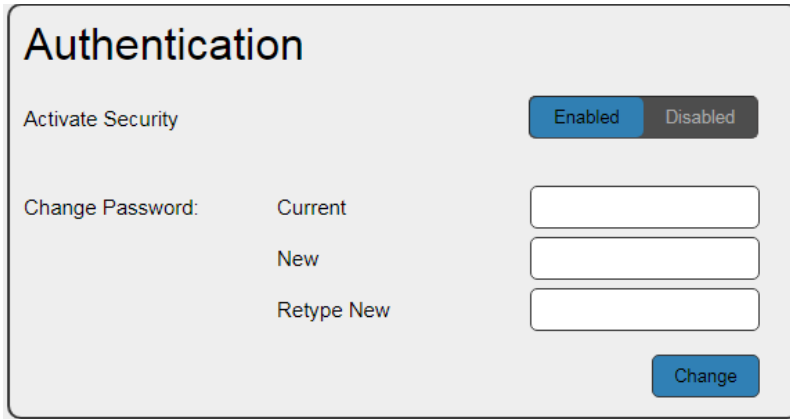 Authentication
Activate Security Enabled Disabled
Change Password: Current
New
Retype New
Change